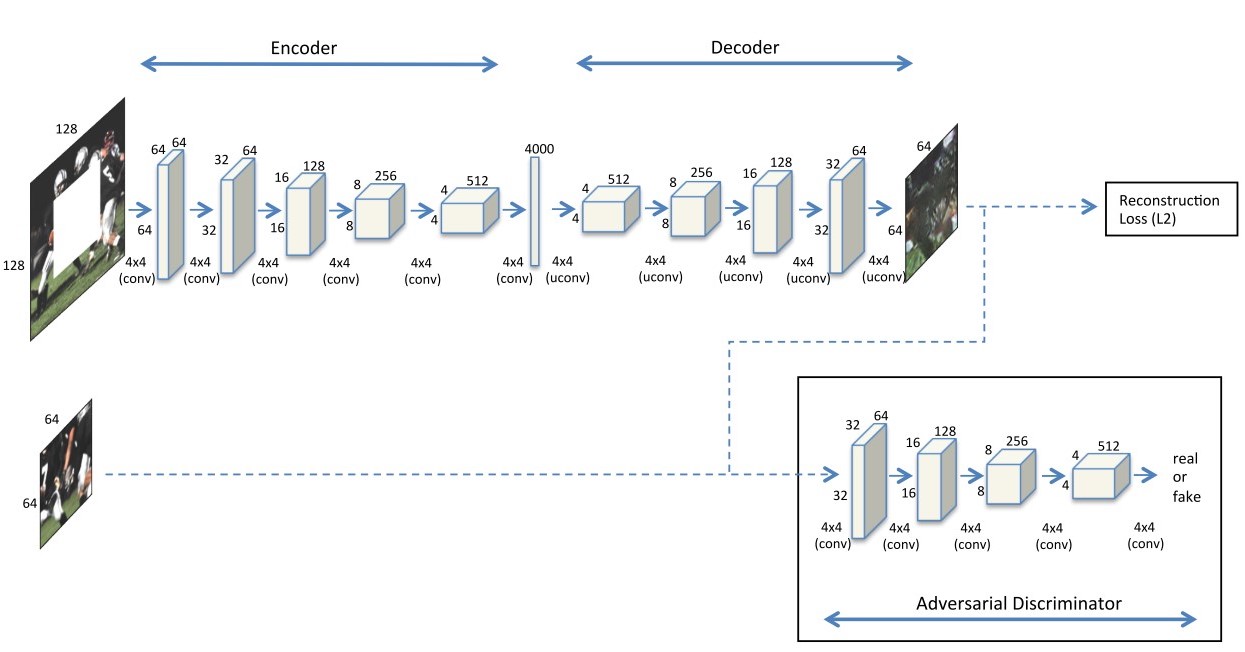 Encoder
Decoder
128
128
64 64
64
4x4
(conv)
32 64
32
4x4
(conv)
16 128
16
4x4
(conv)
8 256
8
4x4
(conv)
4 512
4
4x4
(conv)
4000
4x4
(conv)
4 512
4
4x4
(uconv)
8 256
8
4x4
(uconv)
16 128
16
4x4
(uconv)
32 64
32
4x4
(uconv)
64
64
4x4
(uconv)
Reconstruction
Loss (L2)
64
64
32 64
32
4x4
(conv)
16 128
16
4x4
(conv)
8 256
8
4x4
(conv)
4 512
4
4x4
(conv)
4x4
(conv)
real
or
fake
Adversarial Discriminator